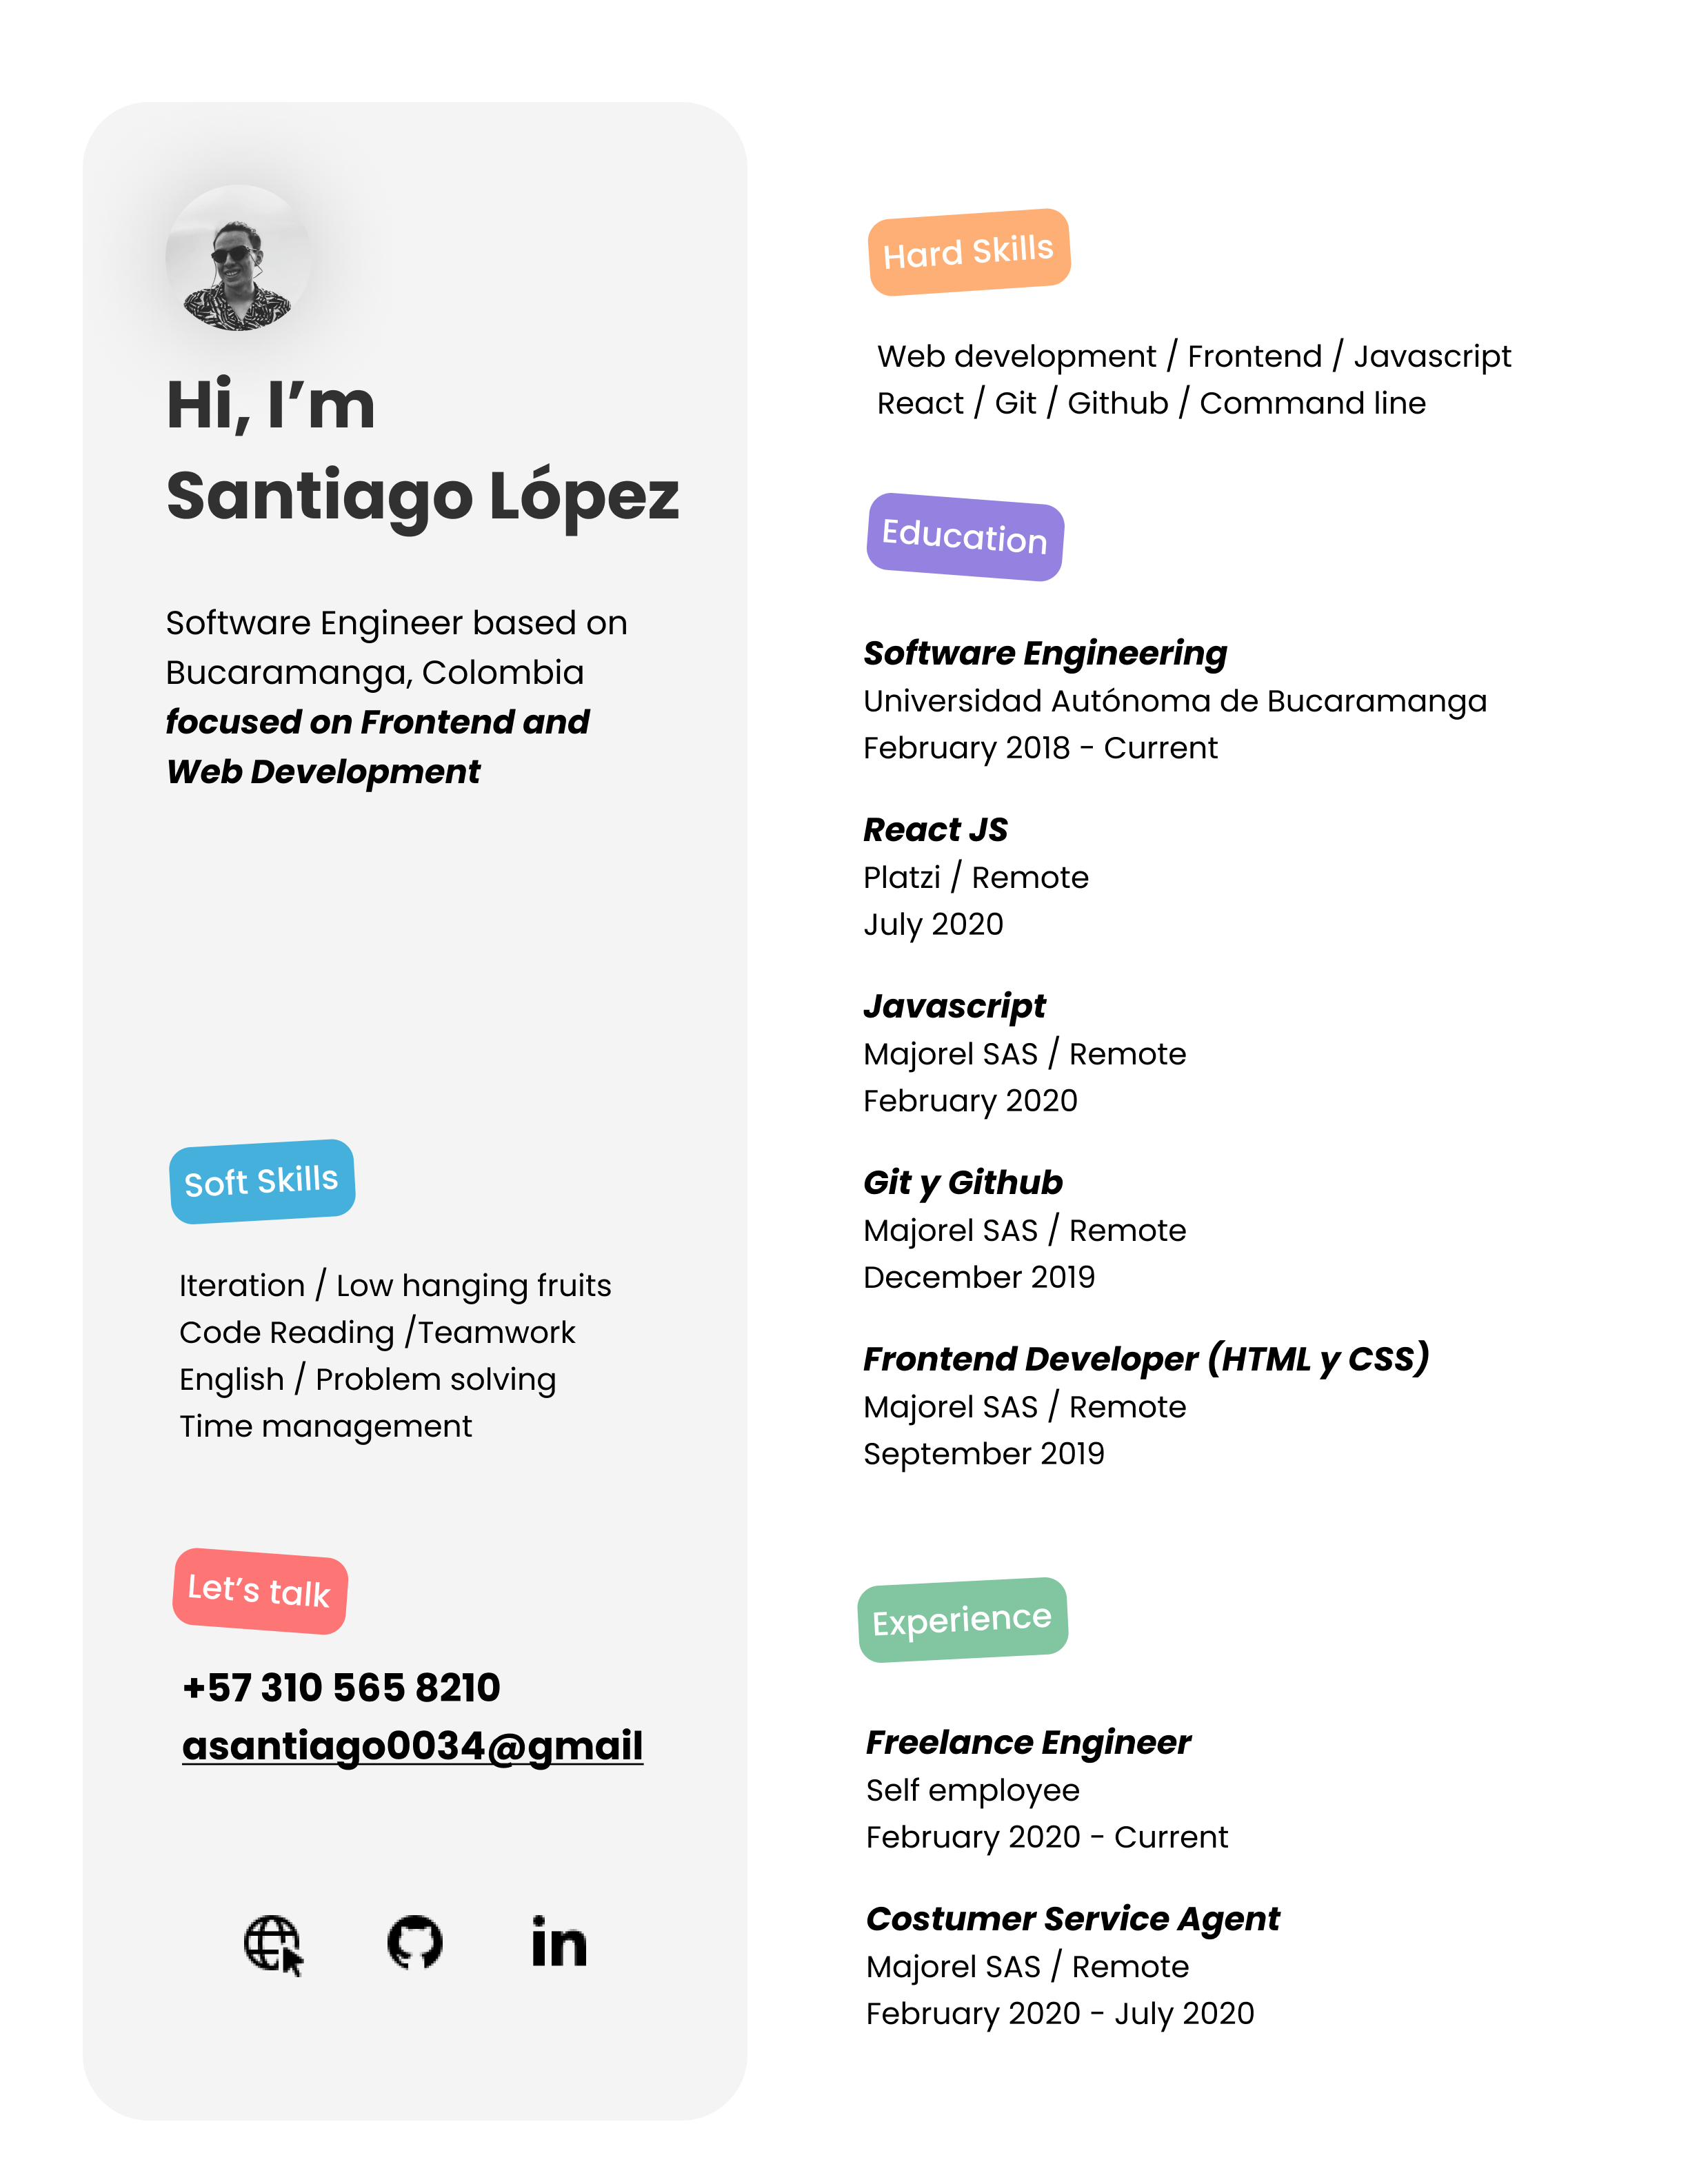 Hi, I’m
Santiago López
Software Engineer based on
Bucaramanga, Colombia
focused on Frontend and
Web Development
Soft Skills
Iteration / Low hanging fruits
Code Reading /Teamwork
English / Problem solving
Time management
Let’s talk
+57 310 565 8210
asantiago0034@gmail
in
Hard Skills
Web development / Frontend / Javascript
React / Git / Github / Command line
Education
Software Engineering
Universidad Autónoma de Bucaramanga
February 2018 - Current
React JS
Platzi / Remote
July 2020
Javascript
Majorel SAS / Remote
February 2020
Git y Github
Majorel SAS / Remote
December 2019
Frontend Developer (HTML y CSS)
Majorel SAS / Remote
September 2019
Experience
Freelance Engineer
Self employee
February 2020 - Current
Costumer Service Agent
Majorel SAS / Remote
February 2020 - July 2020